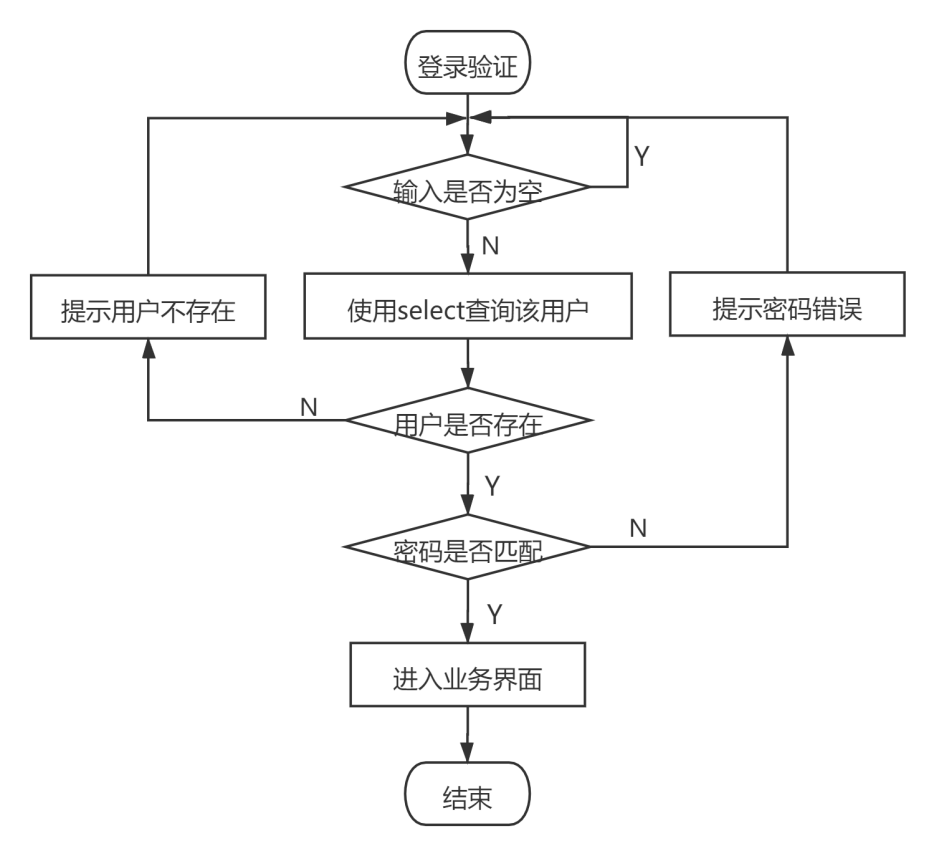 登录验证
Y
输入是否为空
N
提示用户不存在
使用select查询该用户
提示密码错误
N
用户是否存在
Y
N
密码是否匹配
Y
进入业务界面
结束